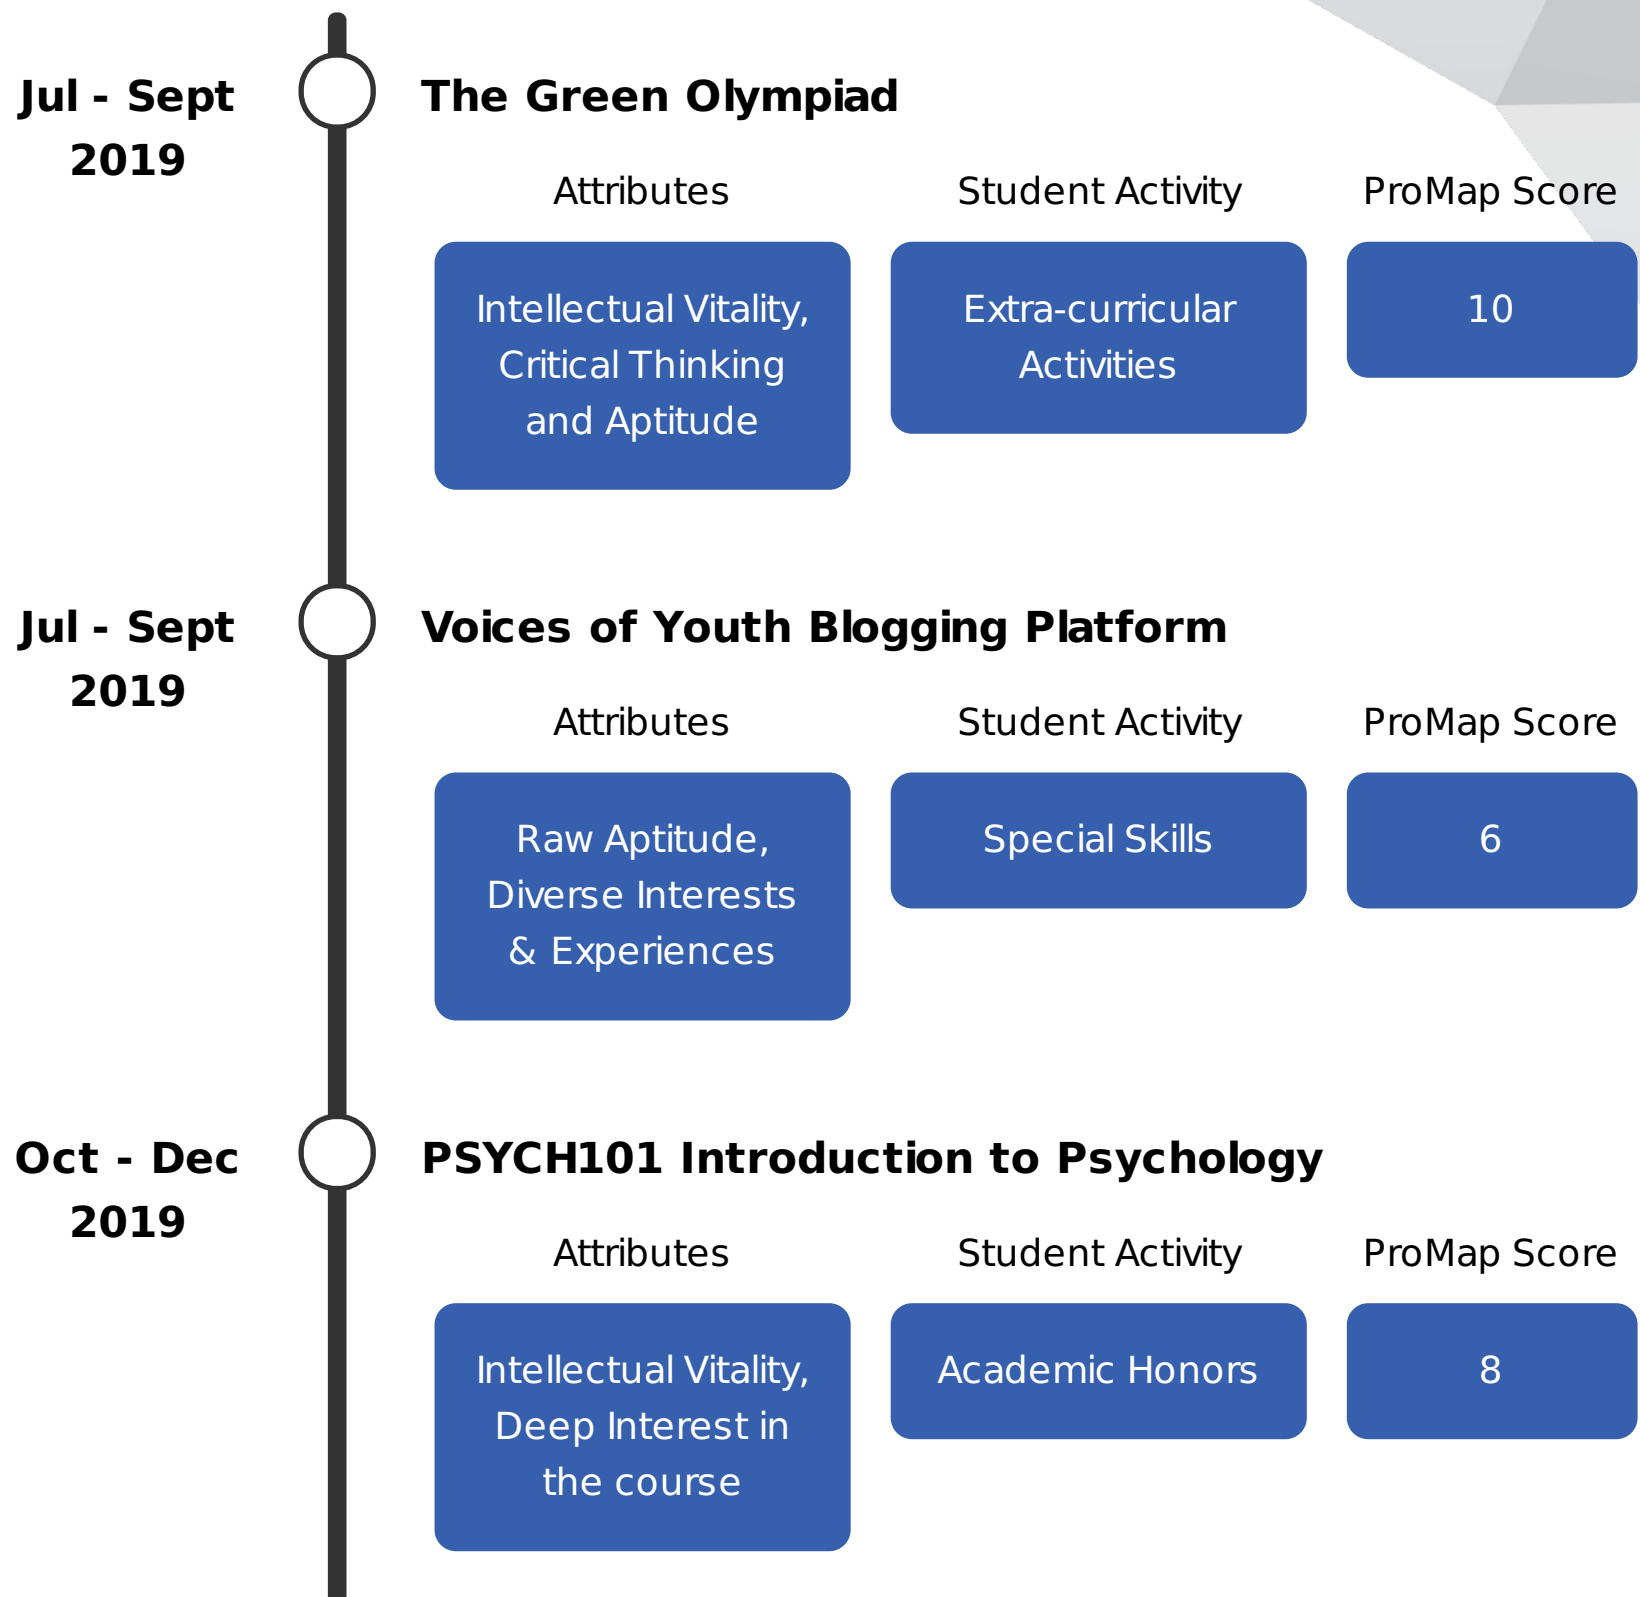 Jul - Sept
2019
The Green Olympiad
Attributes
Student Activity
ProMap Score
Intellectual Vitality,
Critical Thinking
and Aptitude
Extra-curricular
Activities
10
Jul - Sept
2019
Voices of Youth Blogging Platform
Attributes
Student Activity
ProMap Score
Raw Aptitude,
Diverse Interests
& Experiences
Special Skills
6
Oct - Dec
2019
PSYCH101 Introduction to Psychology
Attributes
Student Activity
ProMap Score
Intellectual Vitality,
Deep Interest in
the course
Academic Honors
8